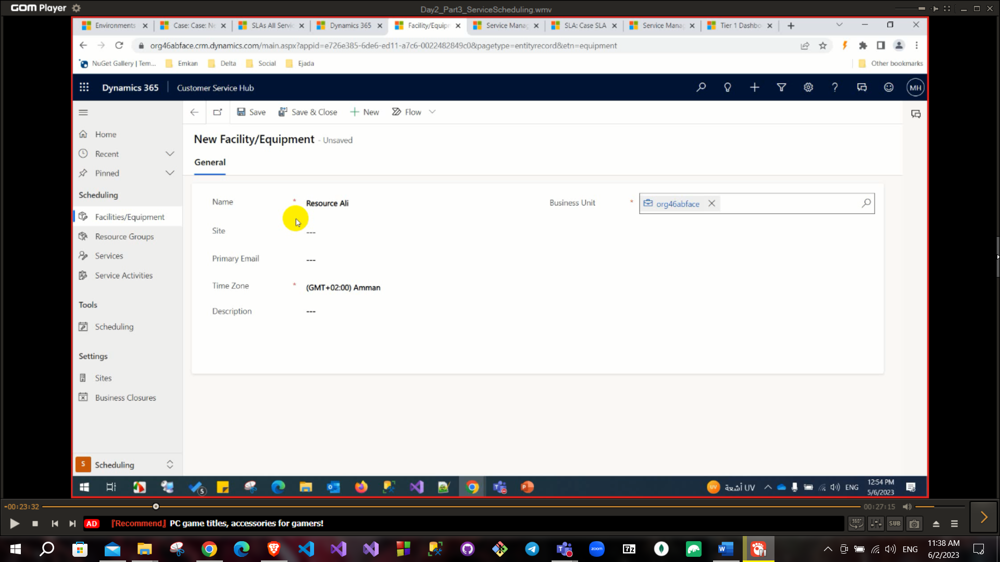 GOM Player
Day2_Part3_ServiceScheduling.wmv
Environments
Case: Case: Ne
SLAs All Servic
Dynamics 365
Facility/Equipm
Service Manag
SLA: Case SLA
Service Manag
Tier 1 Dashbo
org46abface.crm.dynamics.com/main.aspx?appid=e726e385-6de6-ed11-a7c6-0022482849c0&pagetype=entityrecord&etn=equipment
NuGet Gallery | Tem...
Emkan
Delta
Social
Ejada
Other bookmarks
Dynamics 365
Customer Service Hub
MH
Save
Save & Close
New
Flow
Home
Recent
Pinned
Scheduling
Facilities/Equipment
Resource Groups
Services
Service Activities
Tools
Scheduling
Settings
Sites
Business Closures
S Scheduling
New Facility/Equipment - Unsaved
General
Name * Resource Ali
Site ---
Primary Email ---
Time Zone * (GMT+02:00) Amman
Description ---
Business Unit * org46abface
5
UV
أشعة UV
ENG
12:54 PM
5/6/2023
-00:23:32
00:27:15
AD
『Recommend』 PC game titles, accessories for gamers!
360°
SUB
zoom
7z
ENG
11:38 AM
6/2/2023